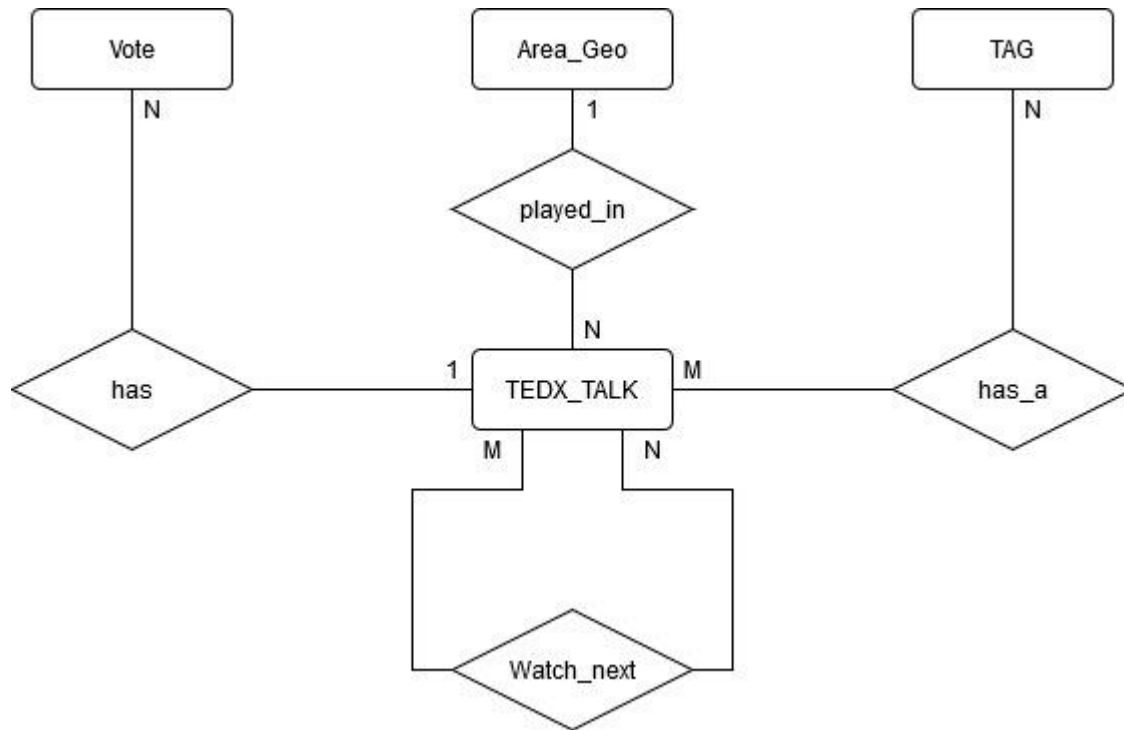 Vote
Area_Geo
TAG
N
1
N
played_in
N
1
TEDX_TALK
M
has
has_a
M
N
Watch_next